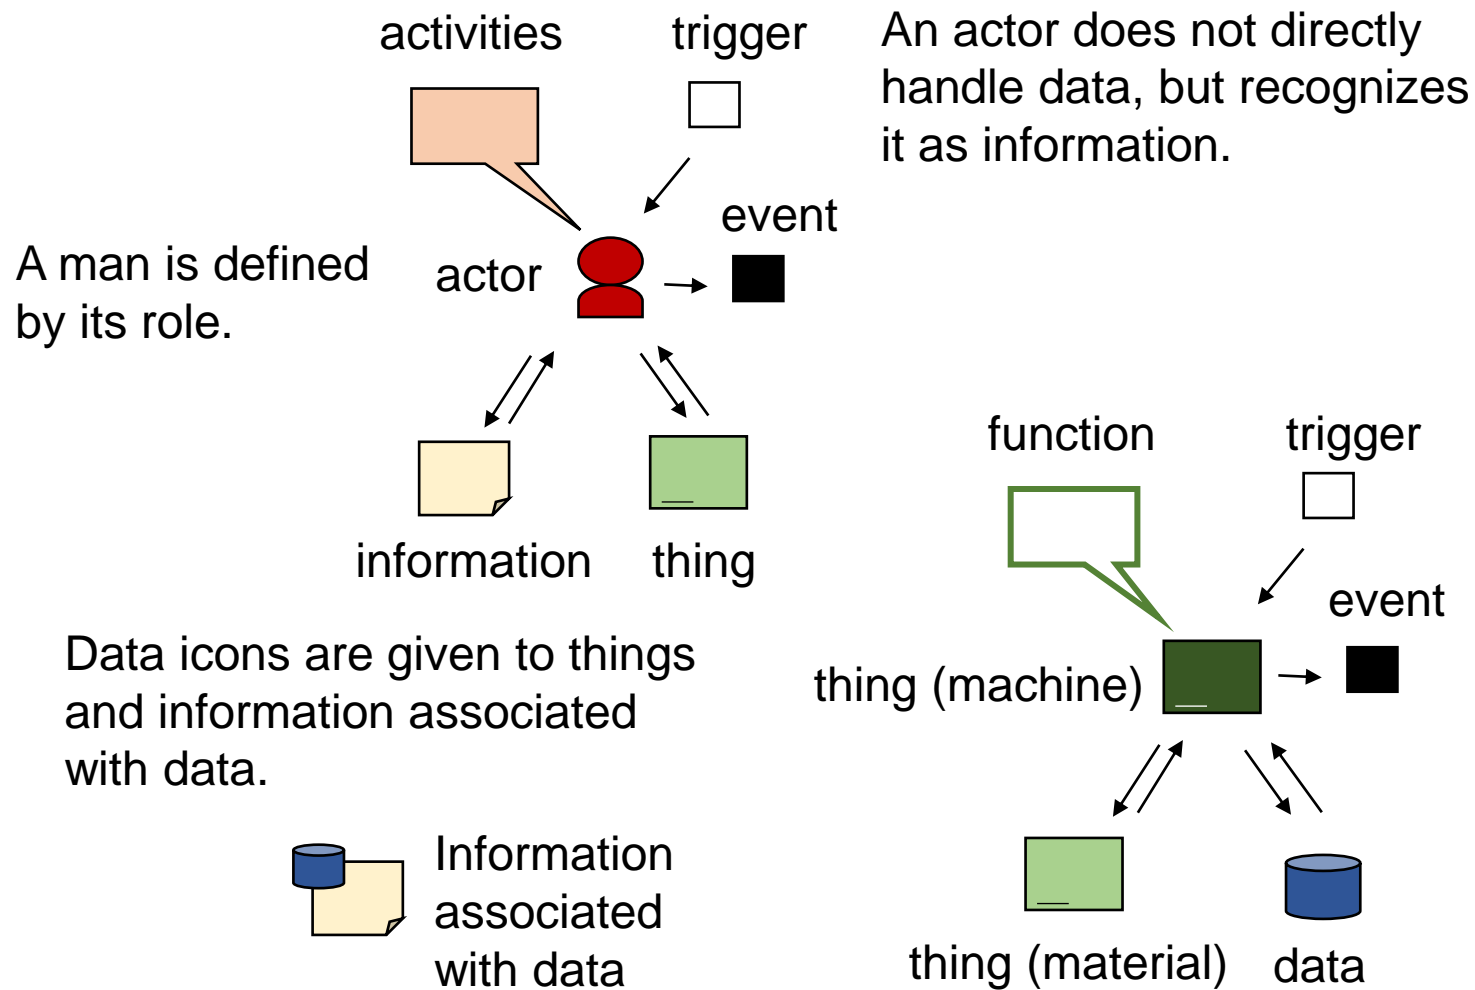 activities
trigger
An actor does not directly
handle data, but recognizes
it as information.
event
A man is defined
by its role.
actor
information
thing
function
trigger
event
Data icons are given to things
and information associated
with data.
thing (machine)
Information
associated
with data
thing (material)
data